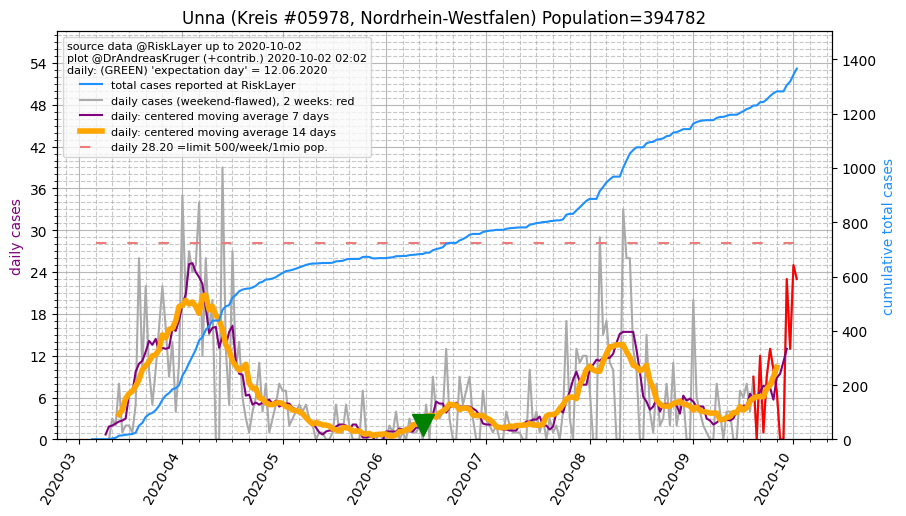 Unna (Kreis #05978, Nordrhein-Westfalen) Population=394782
source data @RiskLayer up to 2020-10-02
plot @DrAndreasKruger (+contrib.) 2020-10-02 02:02
daily: (GREEN) 'expectation day' = 12.06.2020
total cases reported at RiskLayer
daily cases (weekend-flawed), 2 weeks: red
daily: centered moving average 7 days
daily: centered moving average 14 days
daily 28.20 =limit 500/week/1mio pop.
daily cases
54
48
42
36
30
24
18
12
6
0
1400
1200
1000
800
600
400
200
0
cumulative total cases
2020-03
2020-04
2020-05
2020-06
2020-07
2020-08
2020-09
2020-10